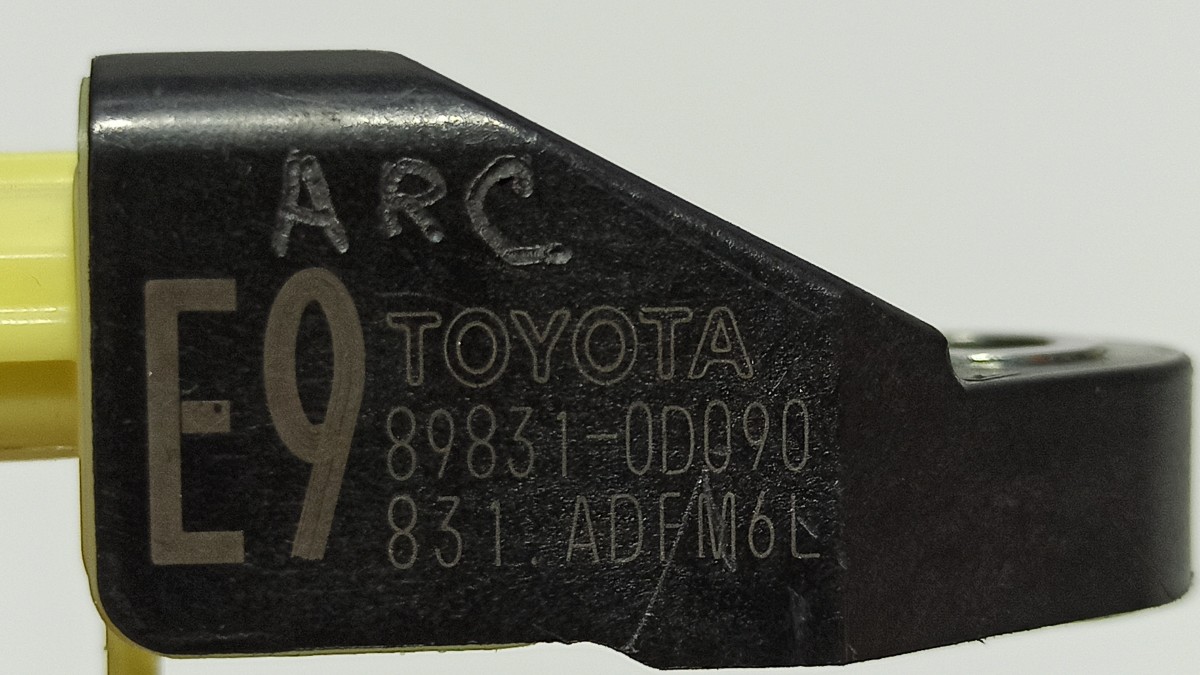 ARC
E9
TOYOTA
89831-0D090
831.ADFM6L